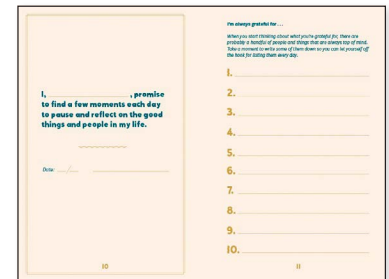 I, ____________, promise
to find a few moments each day
to pause and reflect on the good
things and people in my life.
Date: ___/___ ____________
10
I'm always grateful for . . .
When you start thinking about what you're grateful for, there are
probably a handful of people and things that are always top of mind.
Take a moment to write some of them down so you can let yourself off
the hook for listing them every day.
1.
2.
3.
4.
5.
6.
7.
8.
9.
10.
11